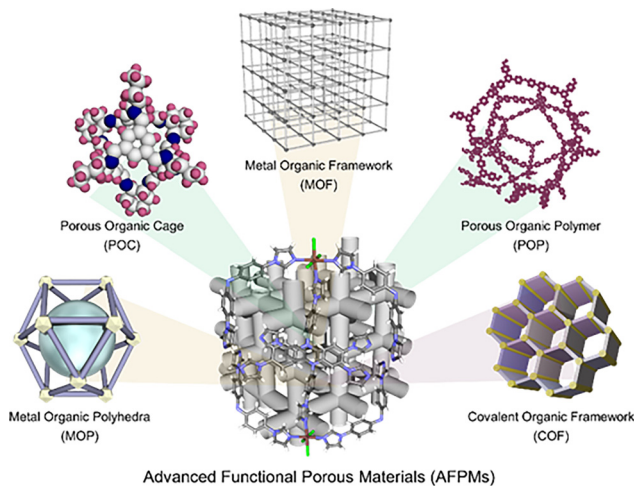 Metal Organic Framework
(MOF)
Porous Organic Cage
(POC)
Porous Organic Polymer
(POP)
Metal Organic Polyhedra
(MOP)
Covalent Organic Framework
(COF)
Advanced Functional Porous Materials (AFPMs)